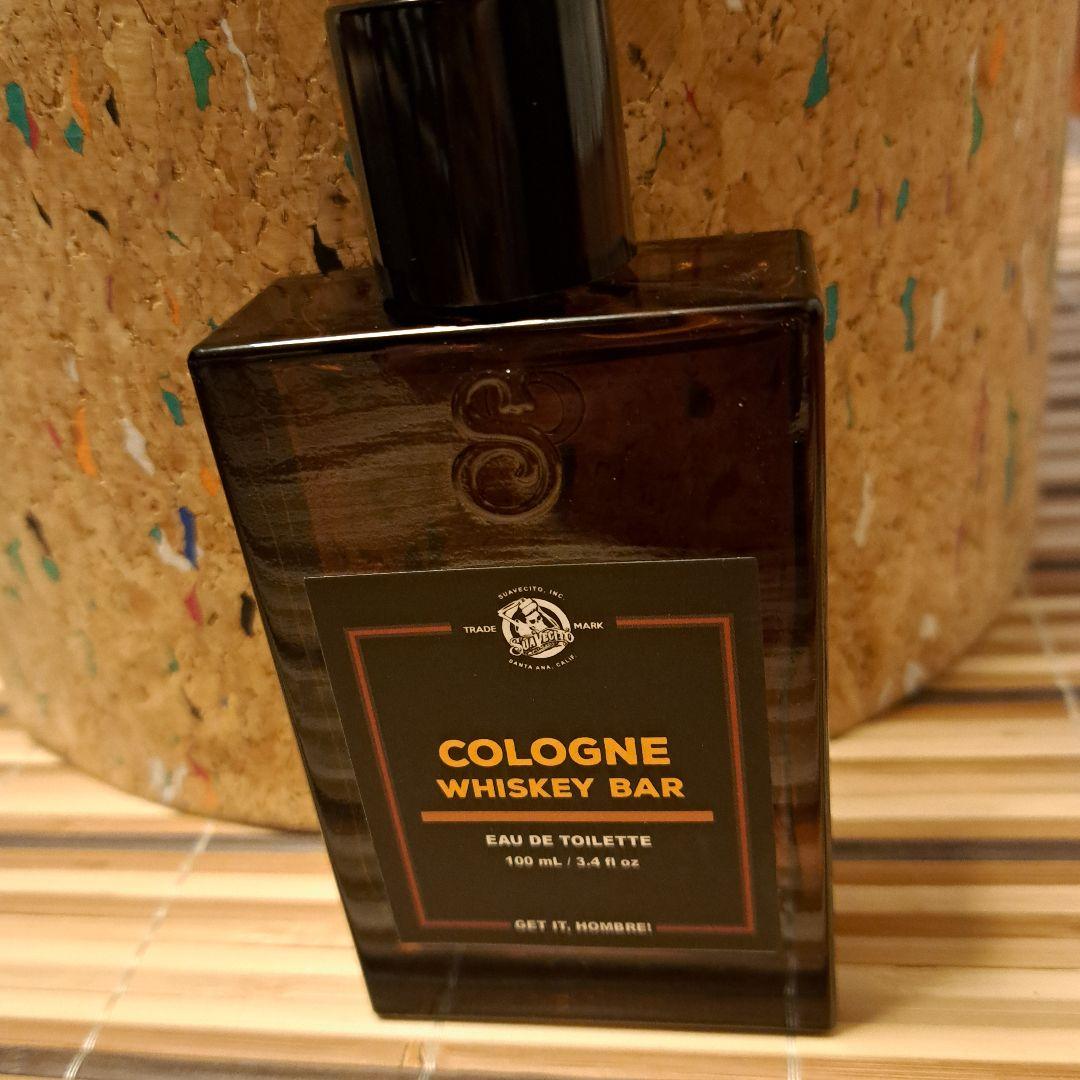 S
SUAVECITO, INC.
TRADE MARK
SUAVECITO
SANTA ANA, CALIF.
COLOGNE
WHISKEY BAR
EAU DE TOILETTE
100 mL / 3.4 fl oz
GET IT, HOMBRE!